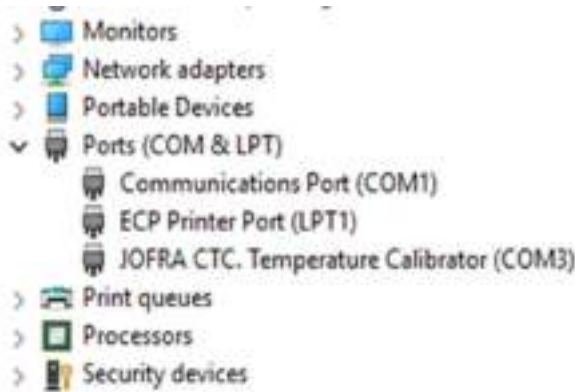 Monitors
Network adapters
Portable Devices
Ports (COM & LPT)
Communications Port (COM1)
ECP Printer Port (LPT1)
JOFRA CTC. Temperature Calibrator (COM3)
Print queues
Processors
Security devices